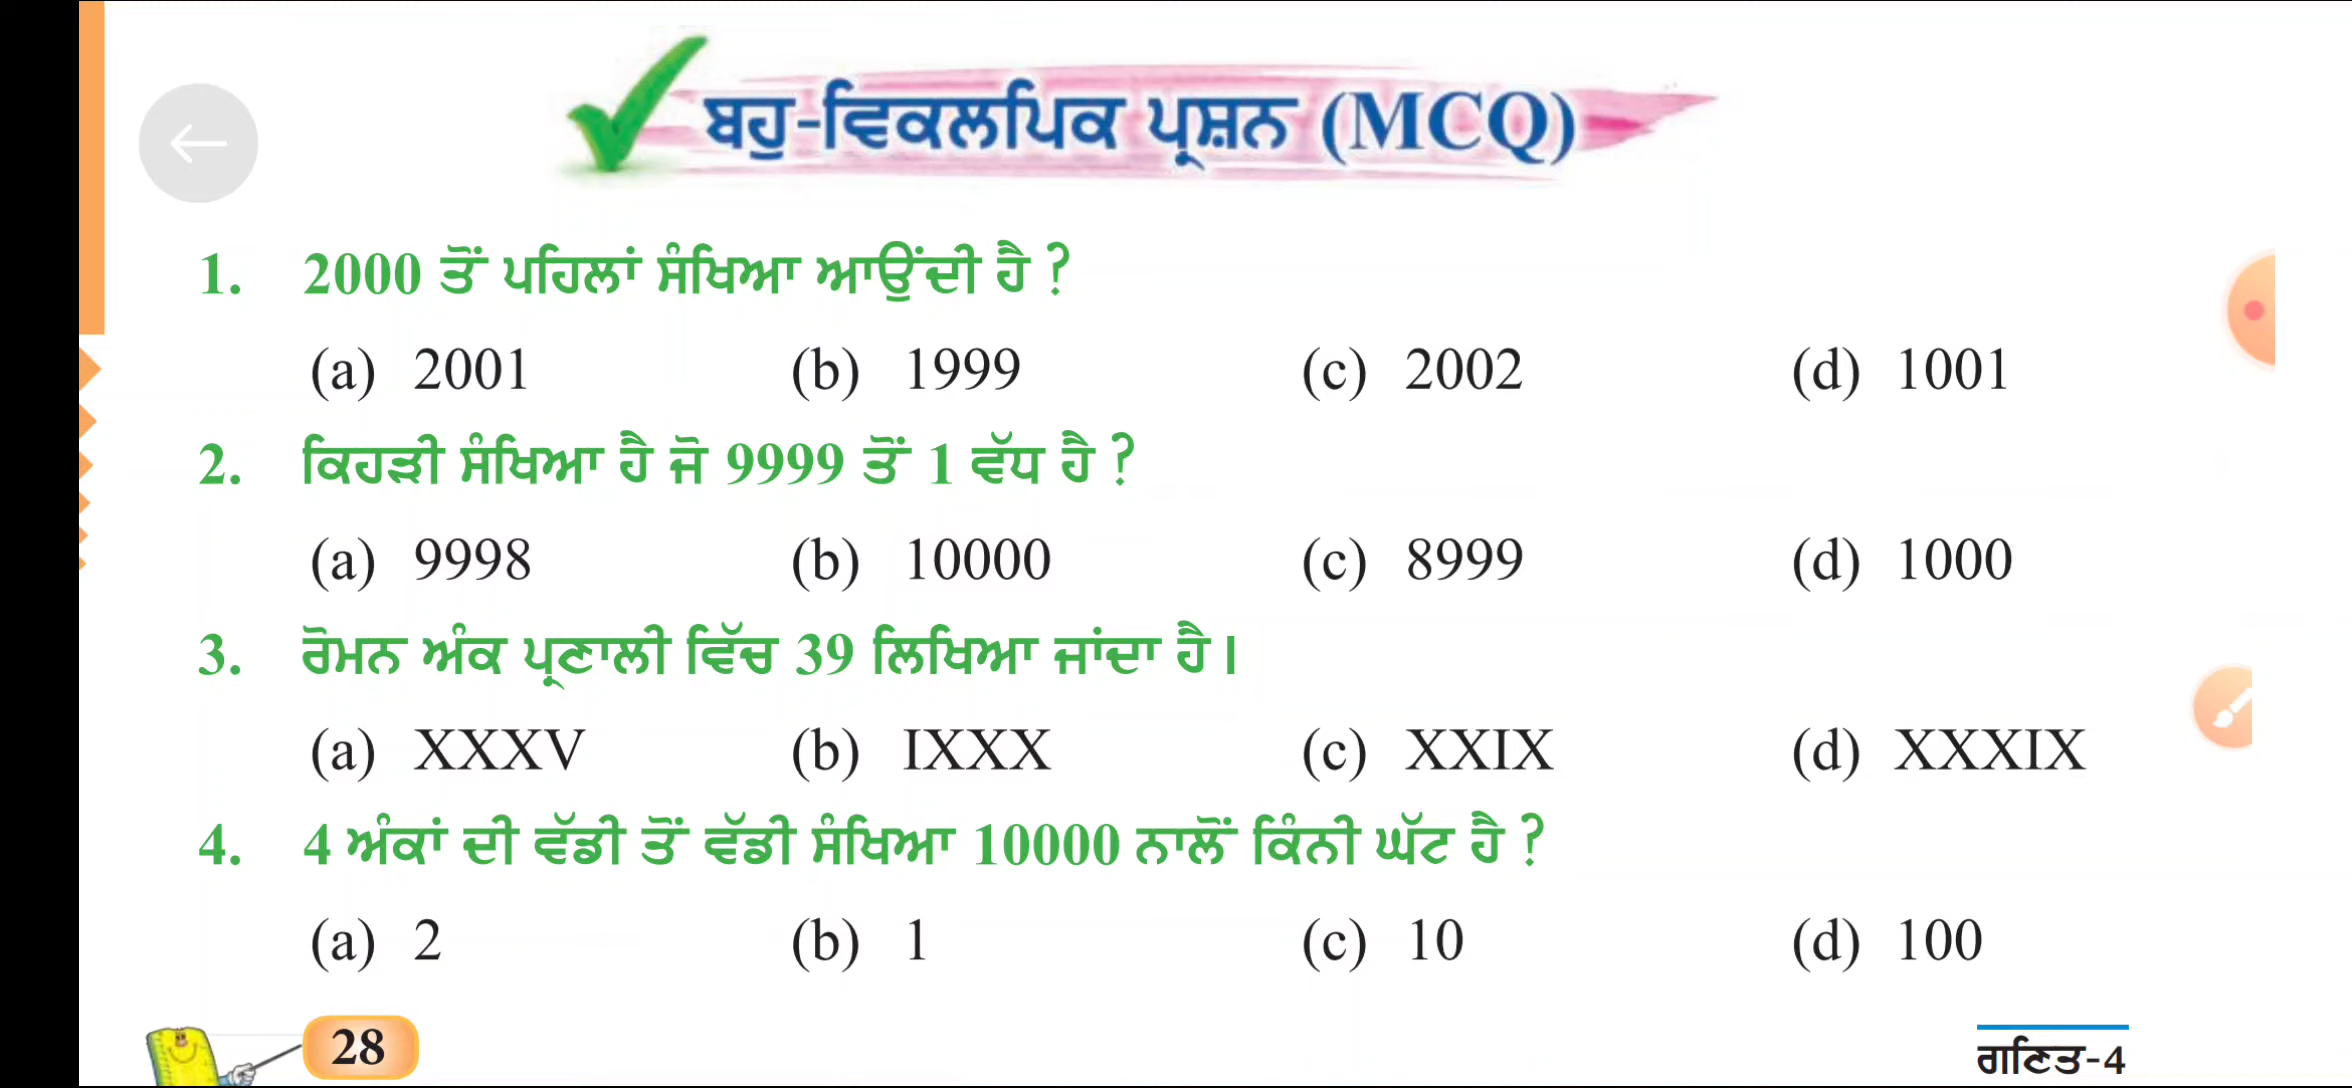 ਬਹੁ-ਵਿਕਲਪਿਕ ਪ੍ਰਸ਼ਨ (MCQ)
1. 2000 ਤੋਂ ਪਹਿਲਾਂ ਸੰਖਿਆ ਆਉਂਦੀ ਹੈ ?
(a) 2001 (b) 1999 (c) 2002 (d) 1001
2. ਕਿਹੜੀ ਸੰਖਿਆ ਹੈ ਜੋ 9999 ਤੋਂ 1 ਵੱਧ ਹੈ ?
(a) 9998 (b) 10000 (c) 8999 (d) 1000
3. ਰੋਮਨ ਅੰਕ ਪ੍ਰਣਾਲੀ ਵਿੱਚ 39 ਲਿਖਿਆ ਜਾਂਦਾ ਹੈ।
(a) XXXV (b) IXXX (c) XXIX (d) XXXIX
4. 4 ਅੰਕਾਂ ਦੀ ਵੱਡੀ ਤੋਂ ਵੱਡੀ ਸੰਖਿਆ 10000 ਨਾਲੋਂ ਕਿੰਨੀ ਘੱਟ ਹੈ ?
(a) 2 (b) 1 (c) 10 (d) 100
28
ਗਣਿਤ-4